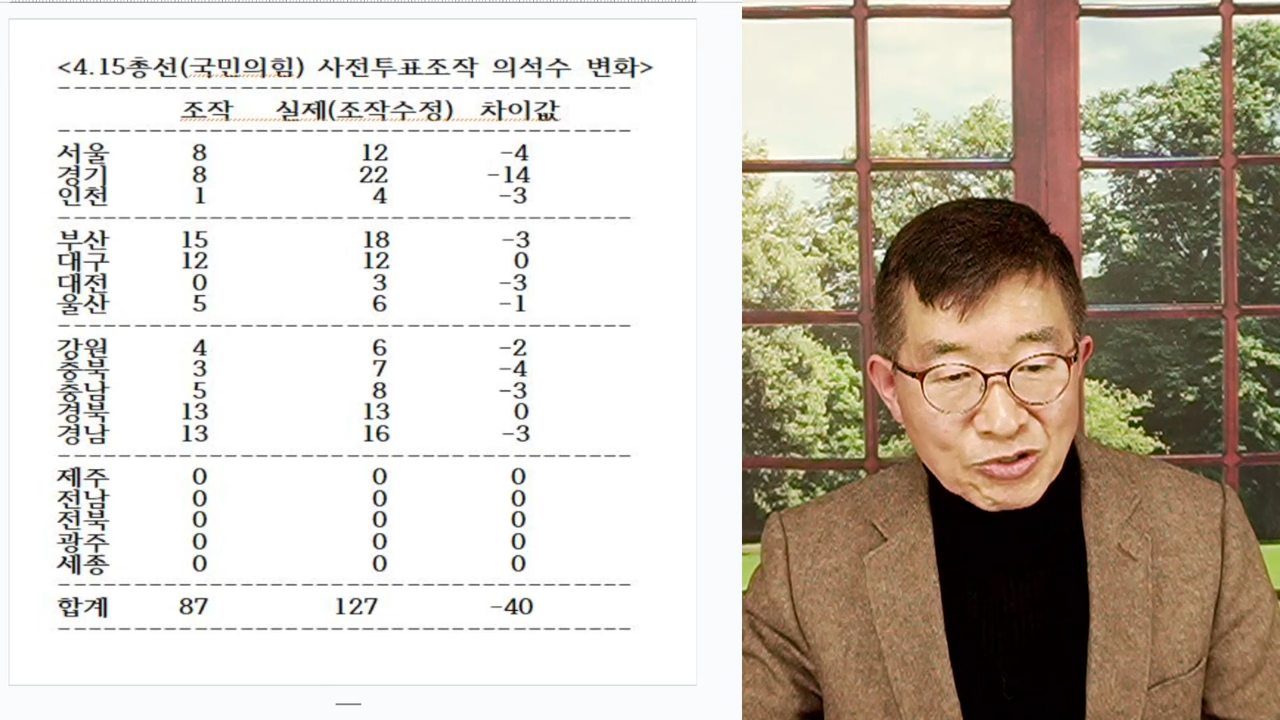 <4.15총선(국민의힘) 사전투표조작 의석수 변화>
조작 실제(조작수정) 차이값
서울 8 12 -4
경기 8 22 -14
인천 1 4 -3
부산 15 18 -3
대구 12 12 0
대전 0 3 -3
울산 5 6 -1
강원 4 6 -2
충북 3 7 -4
충남 5 8 -3
경북 13 13 0
경남 13 16 -3
제주 0 0 0
전남 0 0 0
전북 0 0 0
광주 0 0 0
세종 0 0 0
합계 87 127 -40